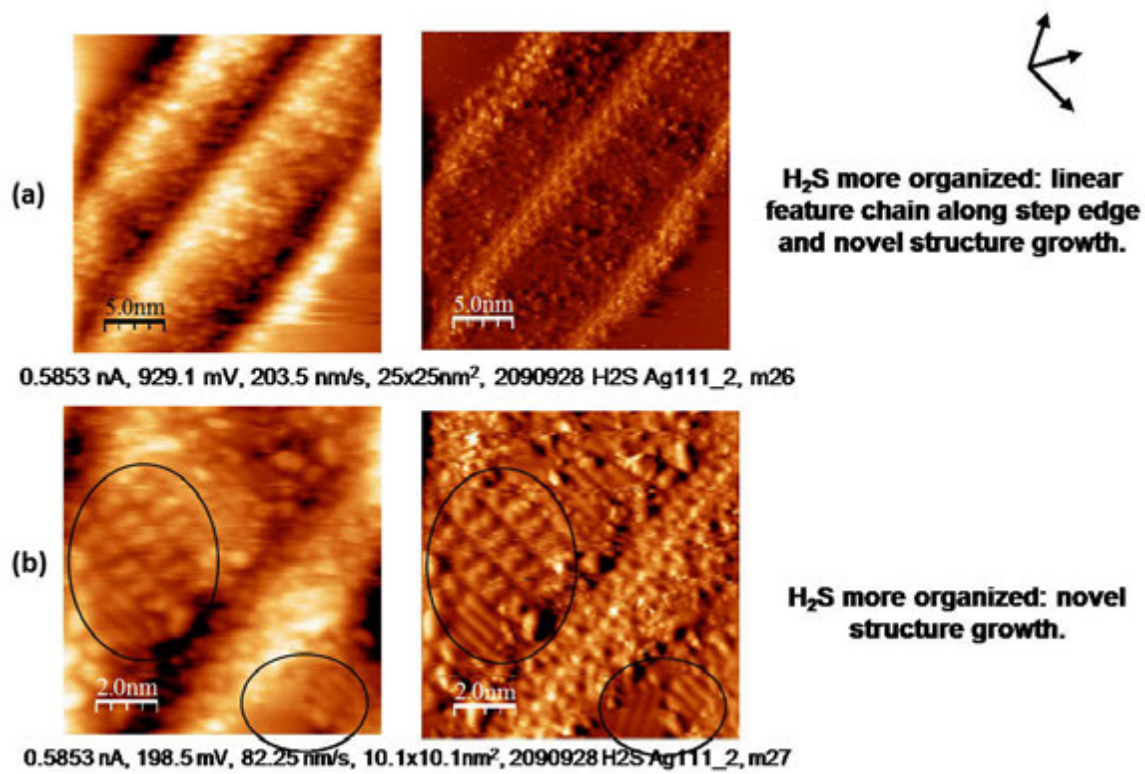 (a)
5.0nm
5.0nm
H₂S more organized: linear
feature chain along step edge
and novel structure growth.
0.5853 nA, 929.1 mV, 203.5 nm/s, 25x25nm², 2090928 H2S Ag111_2, m26
(b)
2.0nm
2.0nm
H₂S more organized: novel
structure growth.
0.5853 nA, 198.5 mV, 82.25 nm/s, 10.1x10.1nm², 2090928 H2S Ag111_2, m27